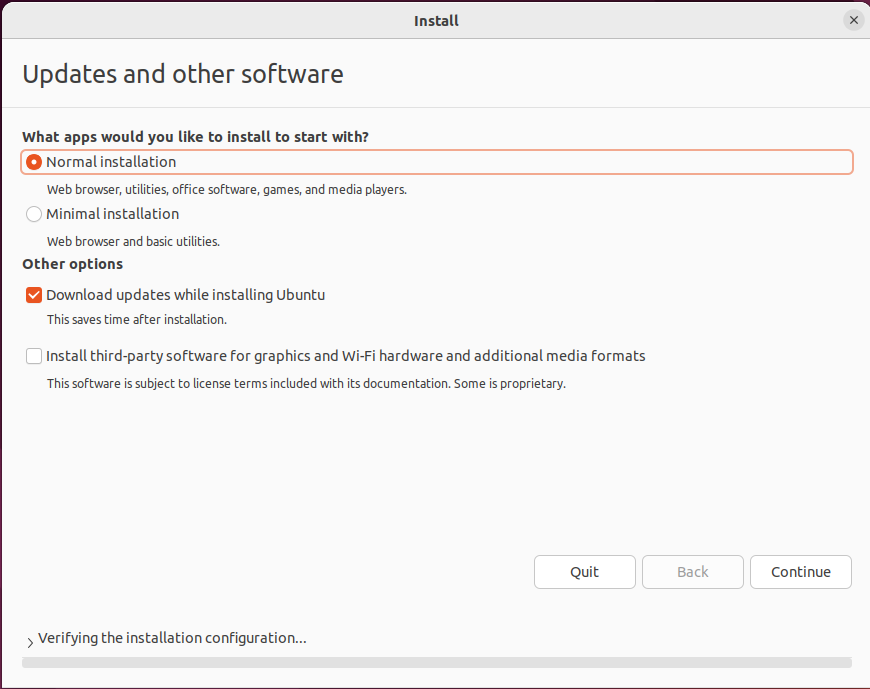 Install
Updates and other software
What apps would you like to install to start with?
Normal installation
Web browser, utilities, office software, games, and media players.
Minimal installation
Web browser and basic utilities.
Other options
Download updates while installing Ubuntu
This saves time after installation.
Install third-party software for graphics and Wi-Fi hardware and additional media formats
This software is subject to license terms included with its documentation. Some is proprietary.
Quit Back Continue
Verifying the installation configuration...